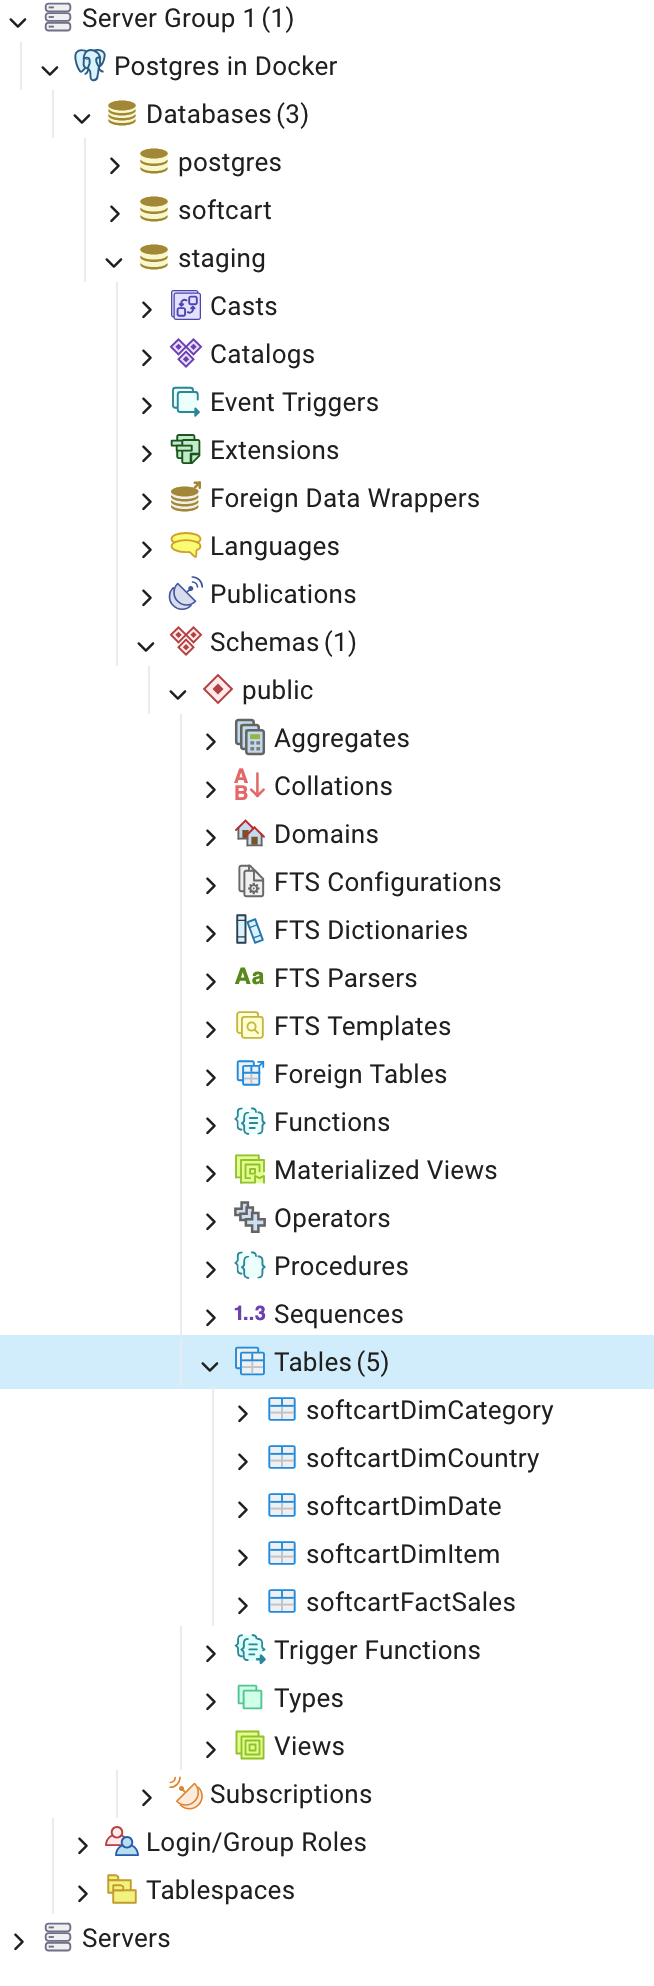 Server Group 1 (1)
Postgres in Docker
Databases (3)
postgres
softcart
staging
Casts
Catalogs
Event Triggers
Extensions
Foreign Data Wrappers
Languages
Publications
Schemas (1)
public
Aggregates
A
B
Collations
Domains
FTS Configurations
FTS Dictionaries
Aa FTS Parsers
FTS Templates
Foreign Tables
Functions
Materialized Views
Operators
Procedures
1..3 Sequences
Tables (5)
softcartDimCategory
softcartDimCountry
softcartDimDate
softcartDimItem
softcartFactSales
Trigger Functions
Types
Views
Subscriptions
Login/Group Roles
Tablespaces
Servers